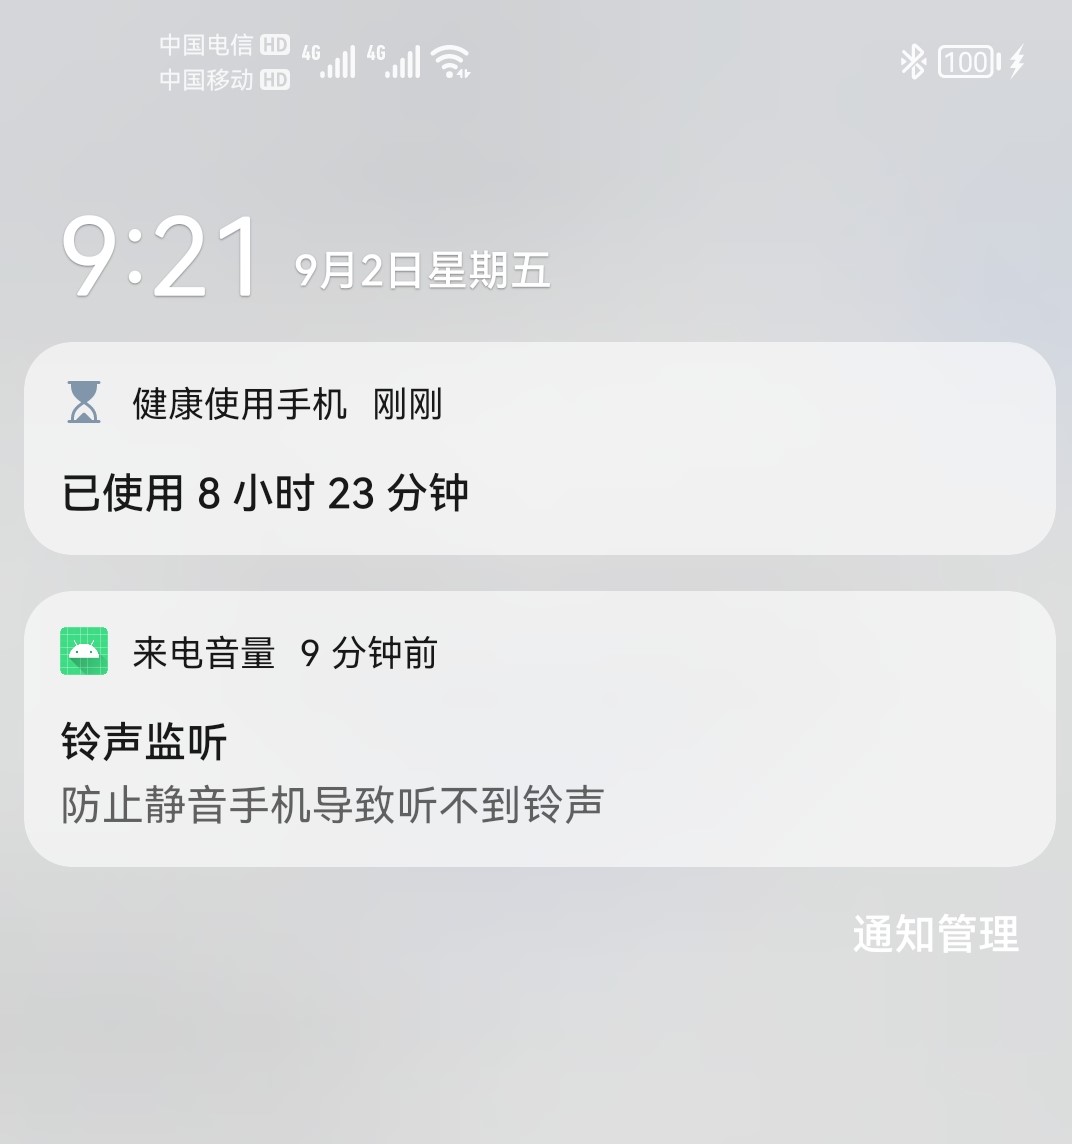 中国电信 HD 4G 4G 100
中国移动 HD
9:21 9月2日星期五
健康使用手机 刚刚
已使用 8 小时 23 分钟
来电音量 9 分钟前
铃声监听
防止静音手机导致听不到铃声
通知管理